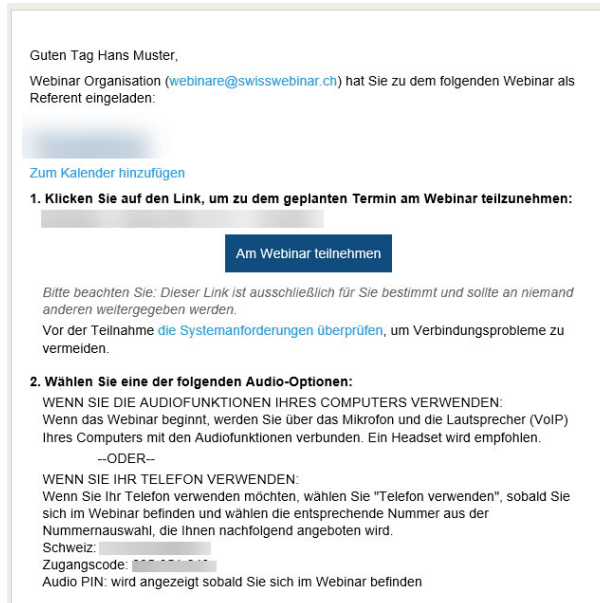 Guten Tag Hans Muster,
Webinar Organisation (webinare@swisswebinar.ch) hat Sie zu dem folgenden Webinar als
Referent eingeladen:
Zum Kalender hinzufügen
1. Klicken Sie auf den Link, um zu dem geplanten Termin am Webinar teilzunehmen:
Am Webinar teilnehmen
Bitte beachten Sie: Dieser Link ist ausschließlich für Sie bestimmt und sollte an niemand
anderen weitergegeben werden.
Vor der Teilnahme die Systemanforderungen überprüfen, um Verbindungsprobleme zu
vermeiden.
2. Wählen Sie eine der folgenden Audio-Optionen:
WENN SIE DIE AUDIOFUNKTIONEN IHRES COMPUTERS VERWENDEN:
Wenn das Webinar beginnt, werden Sie über das Mikrofon und die Lautsprecher (VoIP)
Ihres Computers mit den Audiofunktionen verbunden. Ein Headset wird empfohlen.
--ODER--
WENN SIE IHR TELEFON VERWENDEN:
Wenn Sie Ihr Telefon verwenden möchten, wählen Sie "Telefon verwenden", sobald Sie
sich im Webinar befinden und wählen die entsprechende Nummer aus der
Nummernauswahl, die Ihnen nachfolgend angeboten wird.
Schweiz:
Zugangscode:
Audio PIN: wird angezeigt sobald Sie sich im Webinar befinden